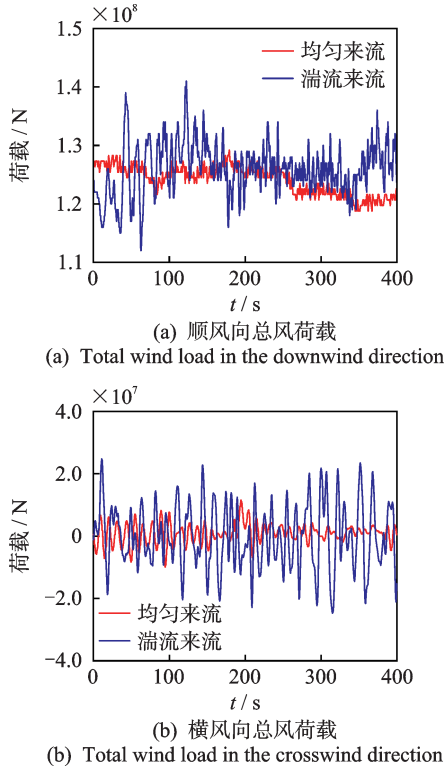 ×10⁸
1.5
1.4
1.3
1.2
1.1
荷载 / N
均匀来流
湍流来流
0 100 200 300 400
t / s
(a) 顺风向总风荷载
(a) Total wind load in the downwind direction
×10⁷
4.0
2.0
0
−2.0
−4.0
荷载 / N
均匀来流
湍流来流
0 100 200 300 400
t / s
(b) 横风向总风荷载
(b) Total wind load in the crosswind direction